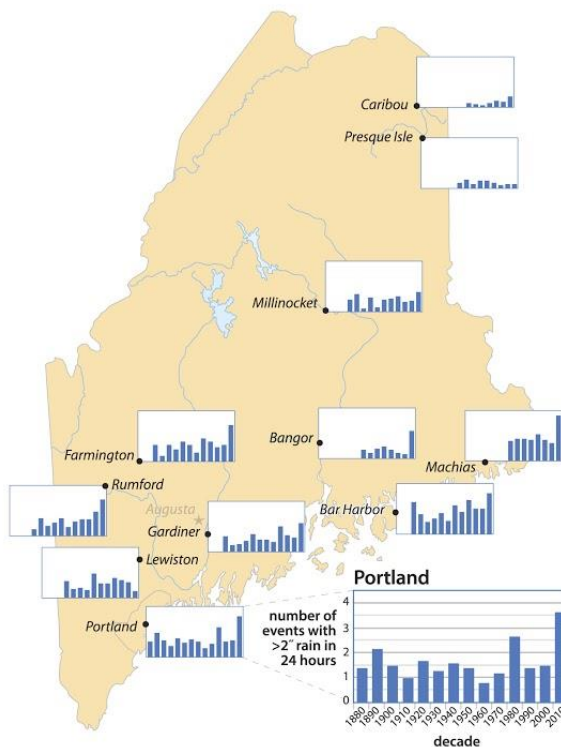 Caribou
Presque Isle
Millinocket
Farmington
Bangor
Machias
Rumford
Augusta
Gardiner
Bar Harbor
Lewiston
Portland
Portland
number of
events with
>2″ rain in
24 hours
4
3
2
1
0
1880
1890
1900
1910
1920
1930
1940
1950
1960
1970
1980
1990
2000
2010
decade